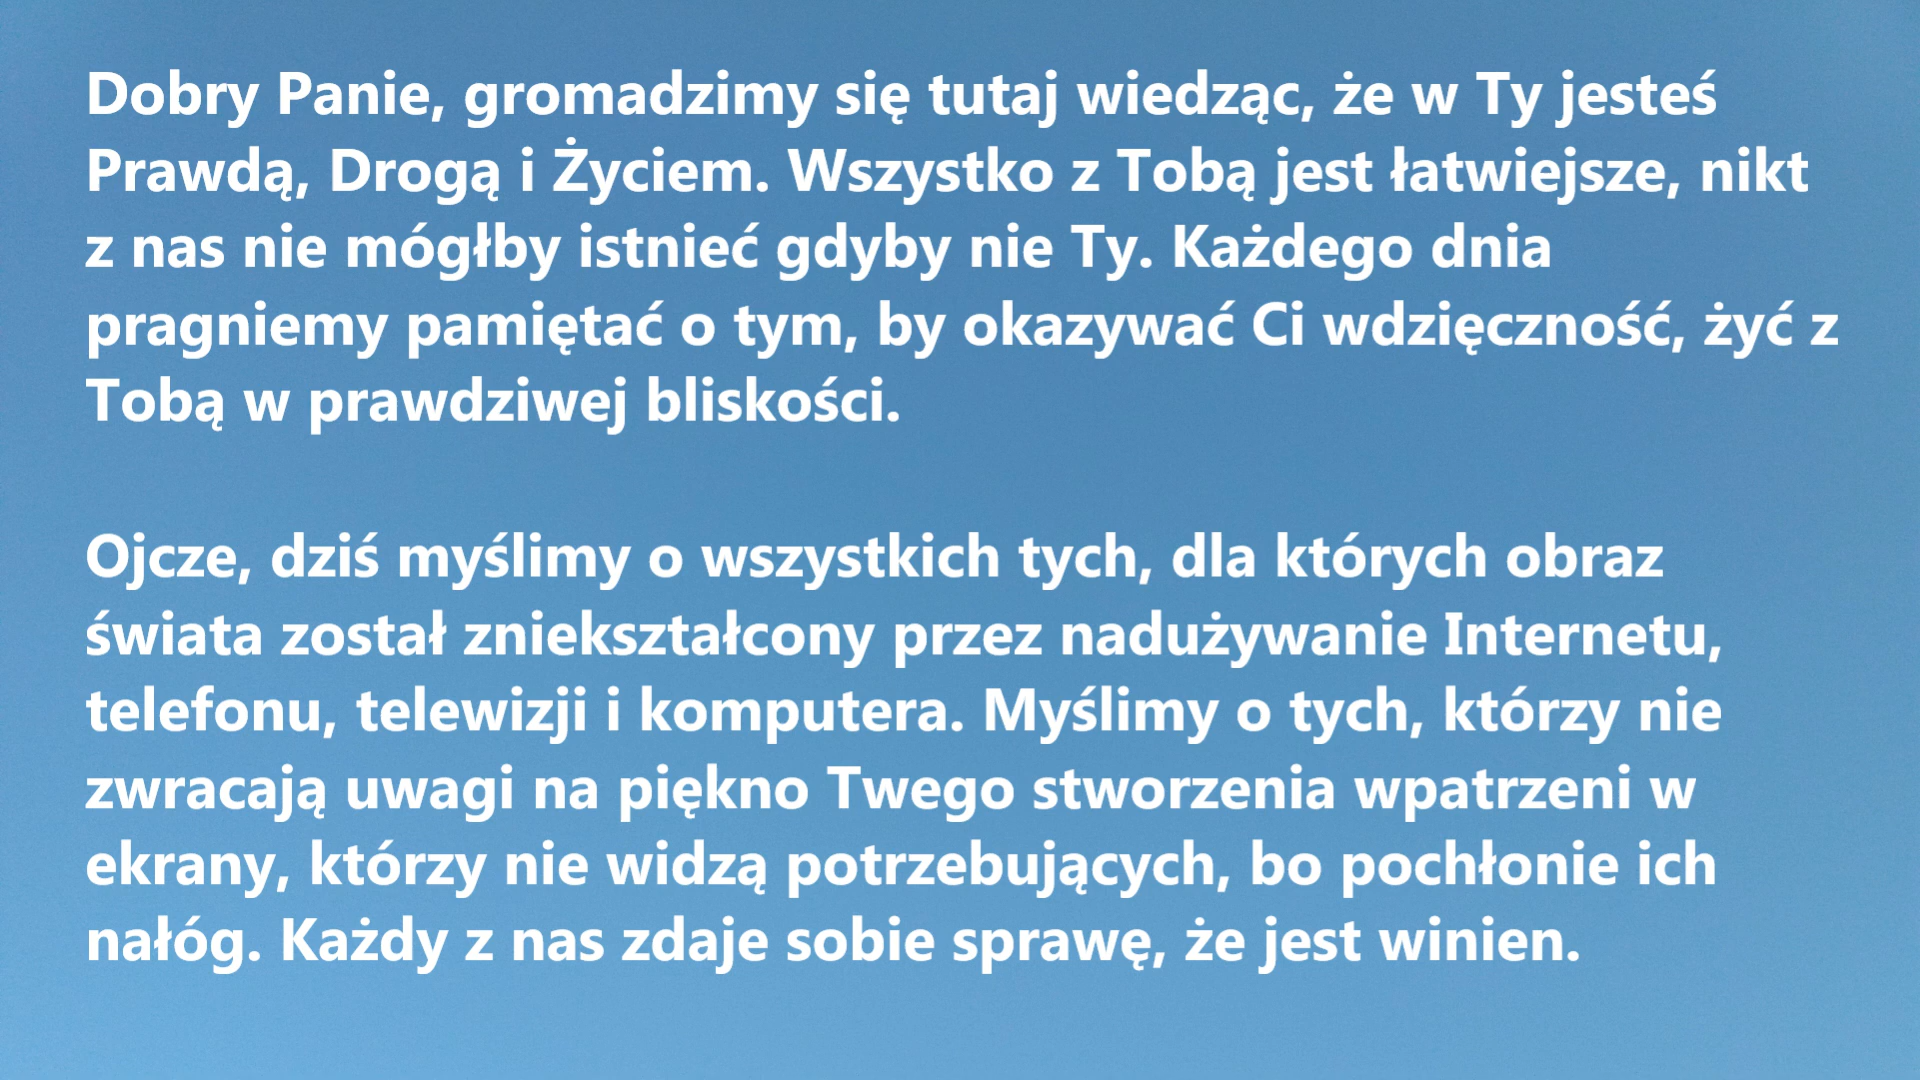 Dobry Panie, gromadzimy się tutaj wiedząc, że w Ty jesteś
Prawdą, Drogą i Życiem. Wszystko z Tobą jest łatwiejsze, nikt
z nas nie mógłby istnieć gdyby nie Ty. Każdego dnia
pragniemy pamiętać o tym, by okazywać Ci wdzięczność, żyć z
Tobą w prawdziwej bliskości.
Ojcze, dziś myślimy o wszystkich tych, dla których obraz
świata został zniekształcony przez nadużywanie Internetu,
telefonu, telewizji i komputera. Myślimy o tych, którzy nie
zwracają uwagi na piękno Twego stworzenia wpatrzeni w
ekrany, którzy nie widzą potrzebujących, bo pochłonie ich
nałóg. Każdy z nas zdaje sobie sprawę, że jest winien.